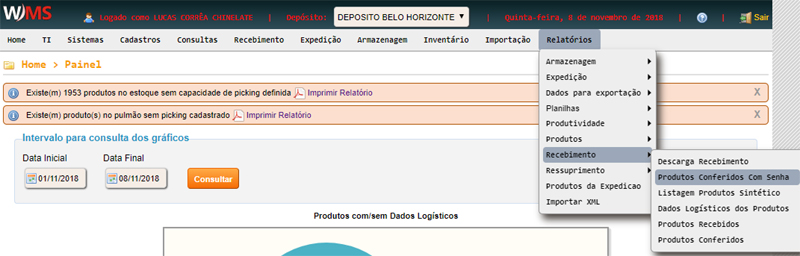 WMS Logado como LUCAS CORRÊA CHINELATE | Depósito: DEPOSITO BELO HORIZONTE | Quinta-feira, 8 de novembro de 2018 | | Sair
Home TI Sistemas Cadastros Consultas Recebimento Expedição Armazenagem Inventário Importação Relatórios
Home > Painel
Existe(m) 1953 produtos no estoque sem capacidade de picking definida Imprimir Relatório X
Existe(m) produto(s) no pulmão sem picking cadastrado Imprimir Relatório X
Intervalo para consulta dos gráficos
Data Inicial Data Final
01/11/2018 08/11/2018 Consultar
Produtos com/sem Dados Logísticos
Armazenagem
Expedição
Dados para exportação
Planilhas
Produtividade
Produtos
Recebimento
Ressuprimento
Produtos da Expedicao
Importar XML
Descarga Recebimento
Produtos Conferidos Com Senha
Listagem Produtos Sintético
Dados Logísticos dos Produtos
Produtos Recebidos
Produtos Conferidos